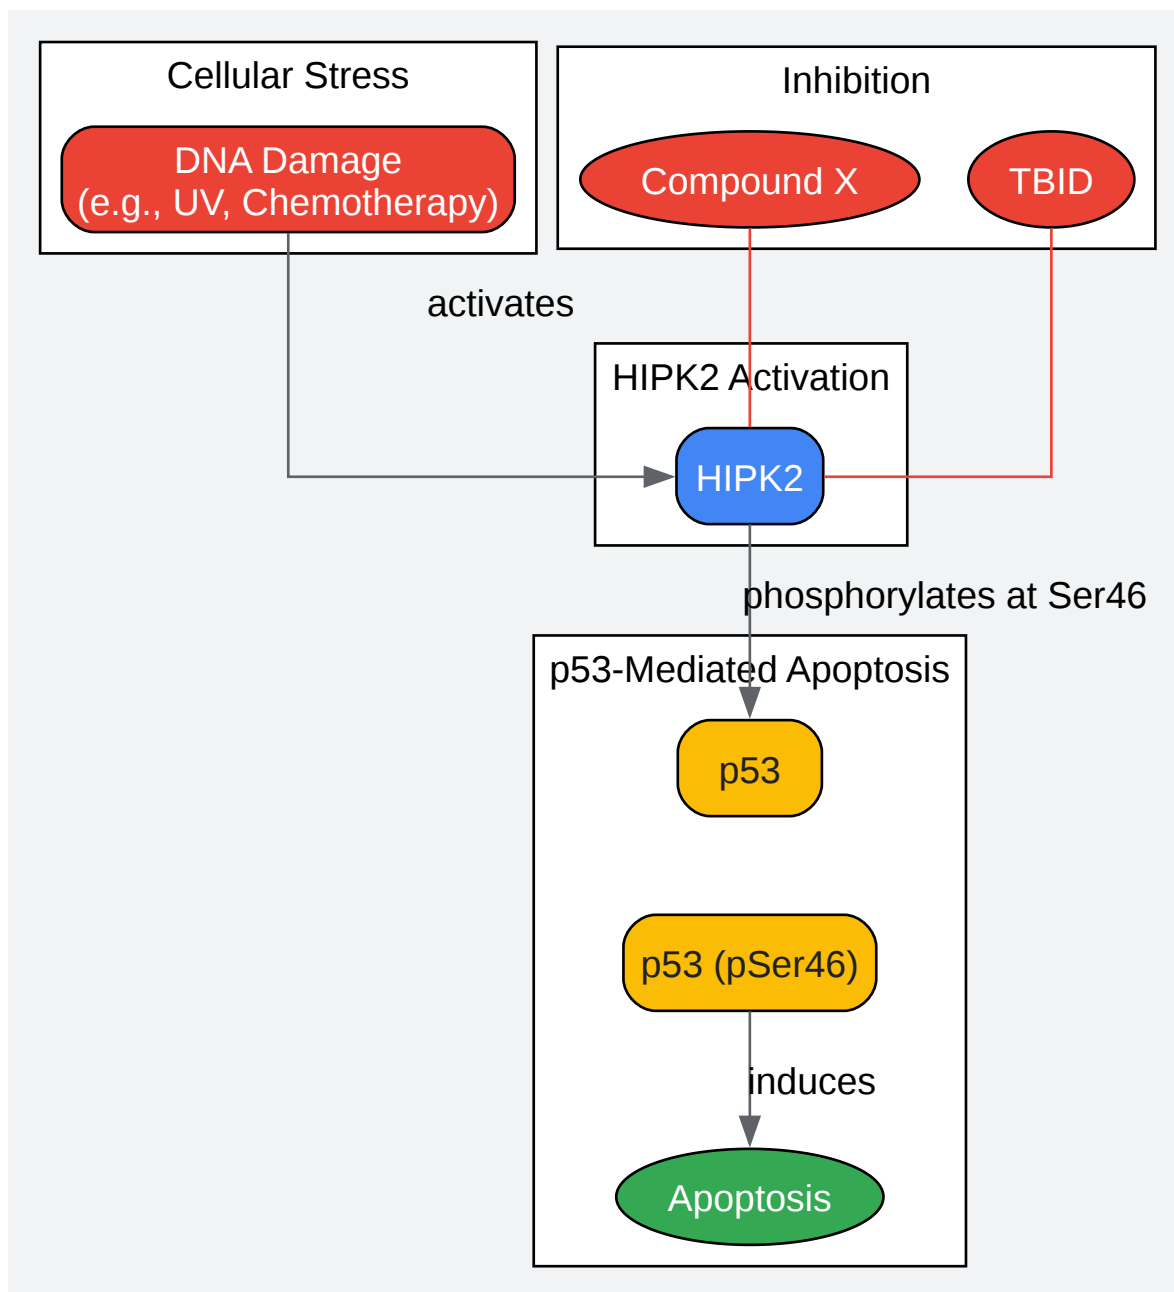 Cellular Stress
DNA Damage
(e.g., UV, Chemotherapy)
Inhibition
Compound X
TBID
activates
HIPK2 Activation
HIPK2
phosphorylates at Ser46
p53-Mediated Apoptosis
p53
p53 (pSer46)
induces
Apoptosis